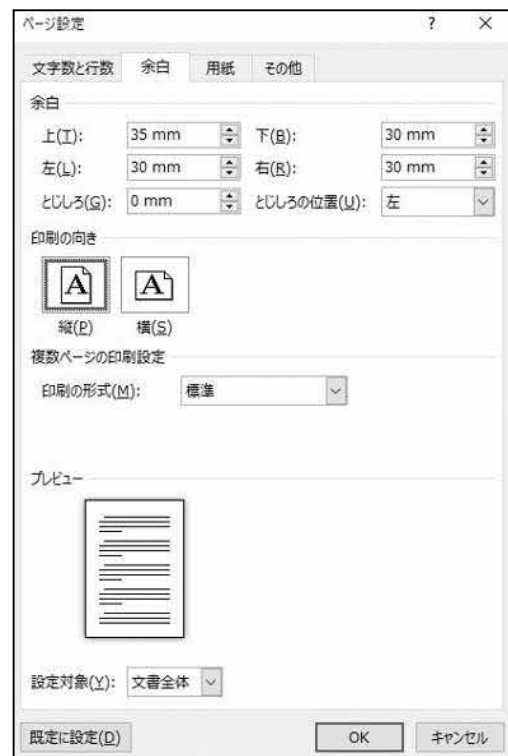 ページ設定 ? ×
文字数と行数 余白 用紙 その他
余白
上(T): 35 mm 下(B): 30 mm
左(L): 30 mm 右(R): 30 mm
とじしろ(G): 0 mm とじしろの位置(U): 左
印刷の向き
A A
縦(P) 横(S)
複数ページの印刷設定
印刷の形式(M): 標準
プレビュー
設定対象(Y): 文書全体
既定に設定(D) OK キャンセル